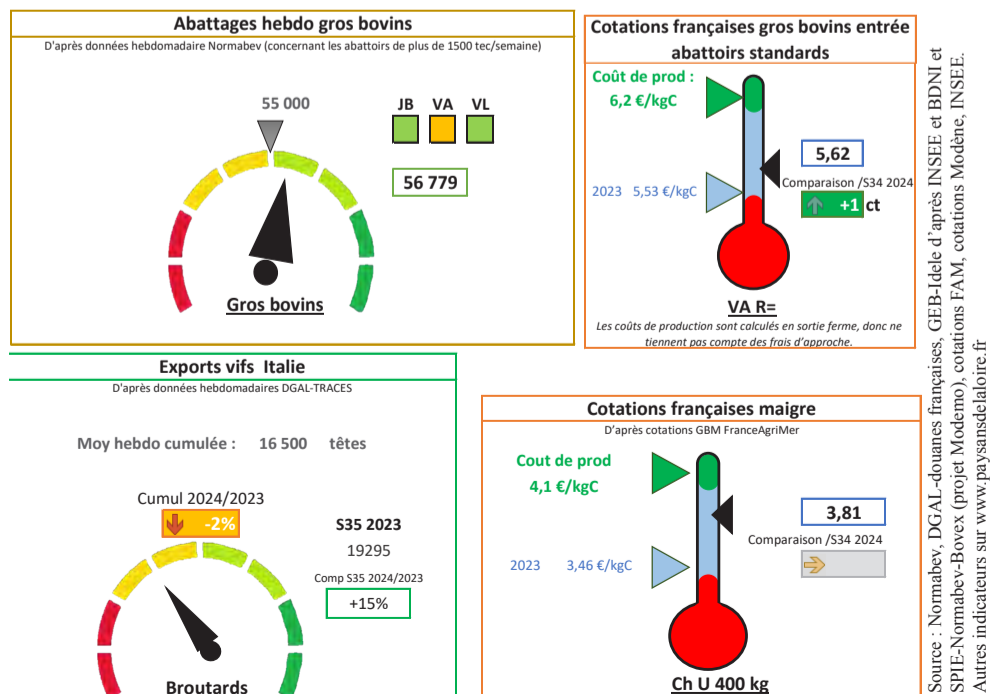 Abattages hebdo gros bovins
D'après données hebdomadaire Normabev (concernant les abattoirs de plus de 1500 tec/semaine)
55 000
JB VA VL
56 779
Gros bovins
Cotations françaises gros bovins entrée
abattoirs standards
Coût de prod :
6,2 €/kgC
5,62
Comparaison /S34 2024
2023 5,53 €/kgC
+1 ct
VA R=
Les coûts de production sont calculés en sortie ferme, donc ne
tiennent pas compte des frais d'approche.
Exports vifs Italie
D'après données hebdomadaires DGAL-TRACES
Moy hebdo cumulée : 16 500 têtes
Cumul 2024/2023
-2%
S35 2023
19295
Comp S35 2024/2023
+15%
Broutards
Cotations françaises maigre
D'après cotations GBM FranceAgriMer
Cout de prod
4,1 €/kgC
3,81
Comparaison /S34 2024
2023 3,46 €/kgC
Ch U 400 kg
Source : Normabev, DGAL-douanes françaises, GEB-Idele d'après INSEE et BDNI et
SPIE-Normabev-Bovex (projet Modemo), cotations FAM, cotations Modène, INSEE.
Autres indicateurs sur www.paysansdelaloire.fr